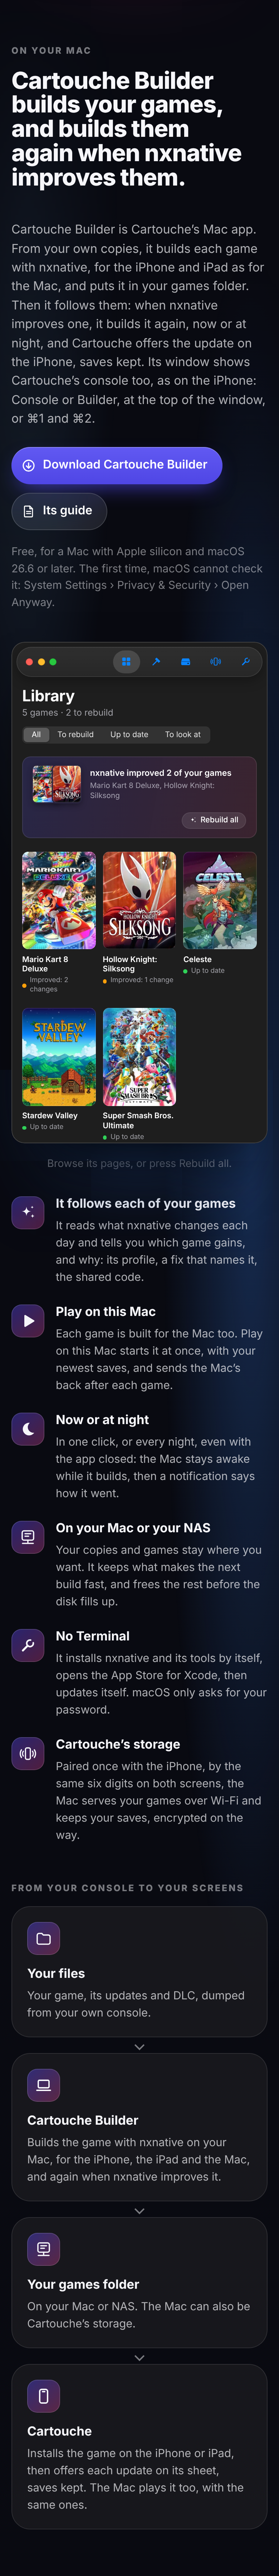 ON YOUR MAC
Cartouche Builder
builds your games,
and builds them
again when nxnative
improves them.
Cartouche Builder is Cartouche’s Mac app.
From your own copies, it builds each game
with nxnative, for the iPhone and iPad as for
the Mac, and puts it in your games folder.
Then it follows them: when nxnative
improves one, it builds it again, now or at
night, and Cartouche offers the update on
the iPhone, saves kept. Its window shows
Cartouche’s console too, as on the iPhone:
Console or Builder, at the top of the window,
or ⌘1 and ⌘2.
Download Cartouche Builder
Its guide
Free, for a Mac with Apple silicon and macOS
26.6 or later. The first time, macOS cannot check
it: System Settings › Privacy & Security › Open
Anyway.
Library
5 games · 2 to rebuild
All To rebuild Up to date To look at
nxnative improved 2 of your games
Mario Kart 8 Deluxe, Hollow Knight:
Silksong
Rebuild all
MARIOKART
DELUXE
HOLLOW KNIGHT
SILKSONG
CELESTE
Mario Kart 8
Deluxe
Improved: 2
changes
Hollow Knight:
Silksong
Improved: 1 change
Celeste
Up to date
STARDEW
VALLEY
SUPER
SMASH BROS.
ULTIMATE
Stardew Valley
Up to date
Super Smash Bros.
Ultimate
Up to date
Browse its pages, or press Rebuild all.
It follows each of your games
It reads what nxnative changes each
day and tells you which game gains,
and why: its profile, a fix that names it,
the shared code.
Play on this Mac
Each game is built for the Mac too. Play
on this Mac starts it at once, with your
newest saves, and sends the Mac’s
back after each game.
Now or at night
In one click, or every night, even with
the app closed: the Mac stays awake
while it builds, then a notification says
how it went.
On your Mac or your NAS
Your copies and games stay where you
want. It keeps what makes the next
build fast, and frees the rest before the
disk fills up.
No Terminal
It installs nxnative and its tools by itself,
opens the App Store for Xcode, then
updates itself. macOS only asks for your
password.
Cartouche’s storage
Paired once with the iPhone, by the
same six digits on both screens, the
Mac serves your games over Wi-Fi and
keeps your saves, encrypted on the
way.
FROM YOUR CONSOLE TO YOUR SCREENS
Your files
Your game, its updates and DLC, dumped
from your own console.
Cartouche Builder
Builds the game with nxnative on your
Mac, for the iPhone, the iPad and the Mac,
and again when nxnative improves it.
Your games folder
On your Mac or NAS. The Mac can also be
Cartouche’s storage.
Cartouche
Installs the game on the iPhone or iPad,
then offers each update on its sheet,
saves kept. The Mac plays it too, with the
same ones.